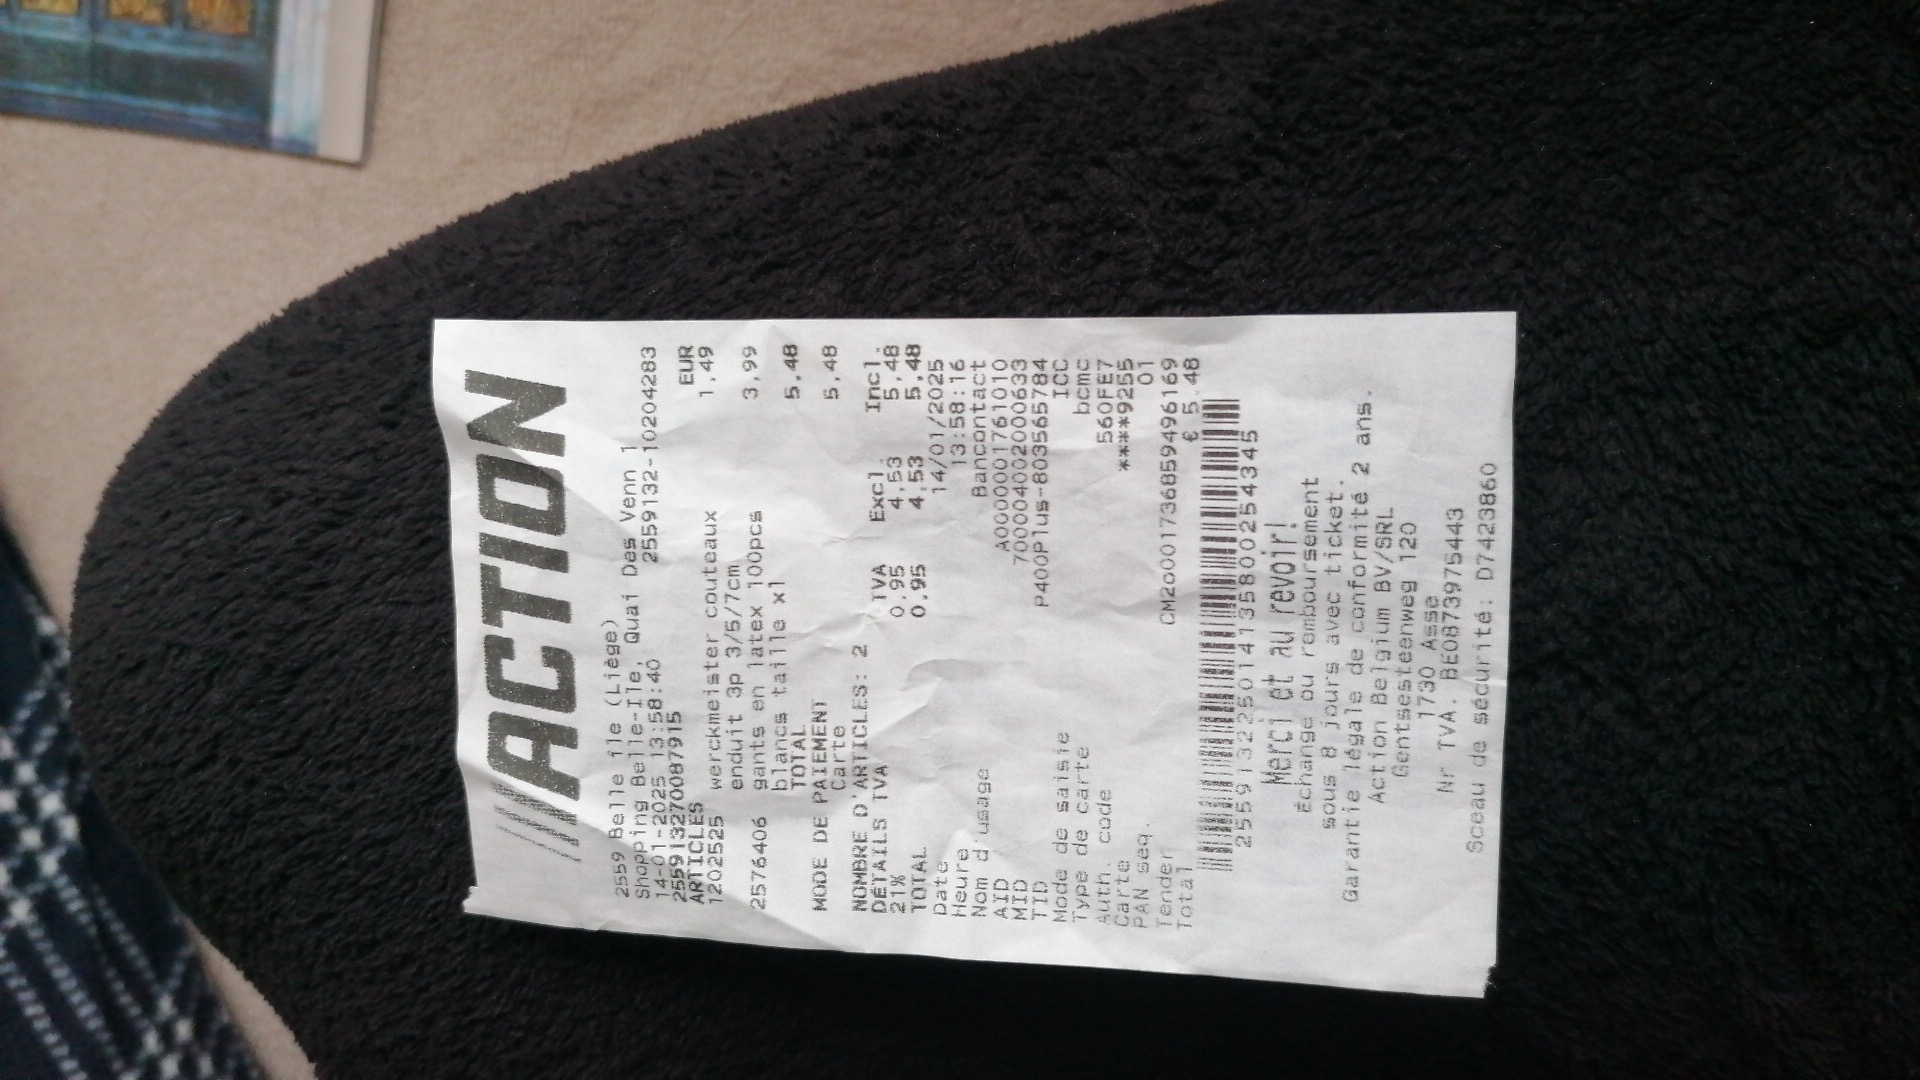 ///ACTION
2559 Belle île (Liège)
Shopping Belle-Ile, Quai Des Venn 1
14-01-2025 13:58:40 2559132-10204283
255913270087915
ARTICLES EUR
1202525 werckmeister couteaux 1,49
enduit 3p 3/5/7cm
2576406 gants en latex 100pcs 3,99
blancs taille xl
TOTAL 5,48
MODE DE PAIEMENT
Carte 5,48
NOMBRE D'ARTICLES: 2
DÉTAILS TVA TVA Excl. Incl.
21% 0,95 4,53 5,48
TOTAL 0,95 4,53 5,48
Date 14/01/2025
Heure 13:58:16
Nom d'usage Bancontact
AID A0000001761010
MID 7000040020006​33
TID P400Plus-803565784
Mode de saisie ICC
Type de carte bcmc
Auth. code 560FE7
Carte ****9255
PAN seq. 01
Tender CM2o001736859496169
Total € 5.48
2559132250141358000254345
Merci et au revoir!
Échange ou remboursement
sous 8 jours avec ticket.
Garantie légale de conformité 2 ans.
Action Belgium BV/SRL
Gentsesteenweg 120
1730 Asse
Nr TVA. BE0873975443
Sceau de sécurité: D7423860